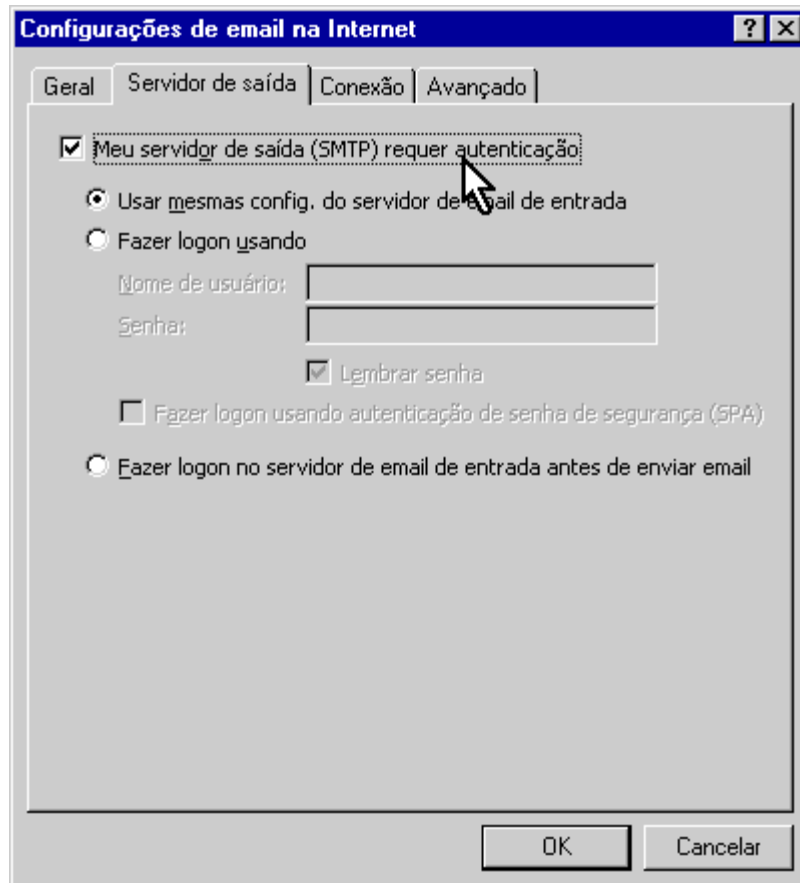 Configurações de email na Internet
Geral Servidor de saída Conexão Avançado
Meu servidor de saída (SMTP) requer autenticação
Usar mesmas config. do servidor de email de entrada
Fazer logon usando
Nome de usuário:
Senha:
Lembrar senha
Fazer logon usando autenticação de senha de segurança (SPA)
Fazer logon no servidor de email de entrada antes de enviar email
OK Cancelar